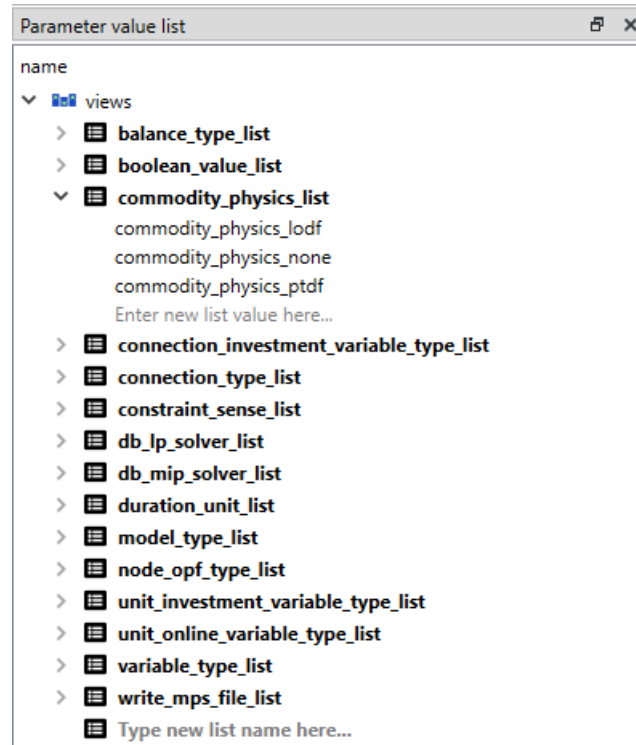 Parameter value list
name
views
balance_type_list
boolean_value_list
commodity_physics_list
commodity_physics_lodf
commodity_physics_none
commodity_physics_ptdf
Enter new list value here...
connection_investment_variable_type_list
connection_type_list
constraint_sense_list
db_lp_solver_list
db_mip_solver_list
duration_unit_list
model_type_list
node_opf_type_list
unit_investment_variable_type_list
unit_online_variable_type_list
variable_type_list
write_mps_file_list
Type new list name here...